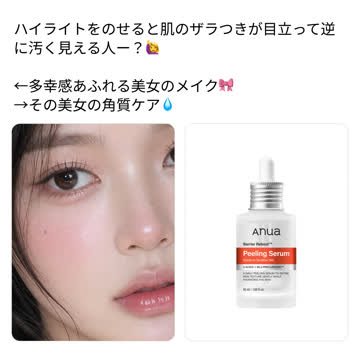 ハイライトをのせると肌のザラつきが目立って逆
に汚く見える人ー？🙋
←多幸感あふれる美女のメイク🎀
→その美女の角質ケア💧
Anua
Barrier Reboot™
Peeling Serum